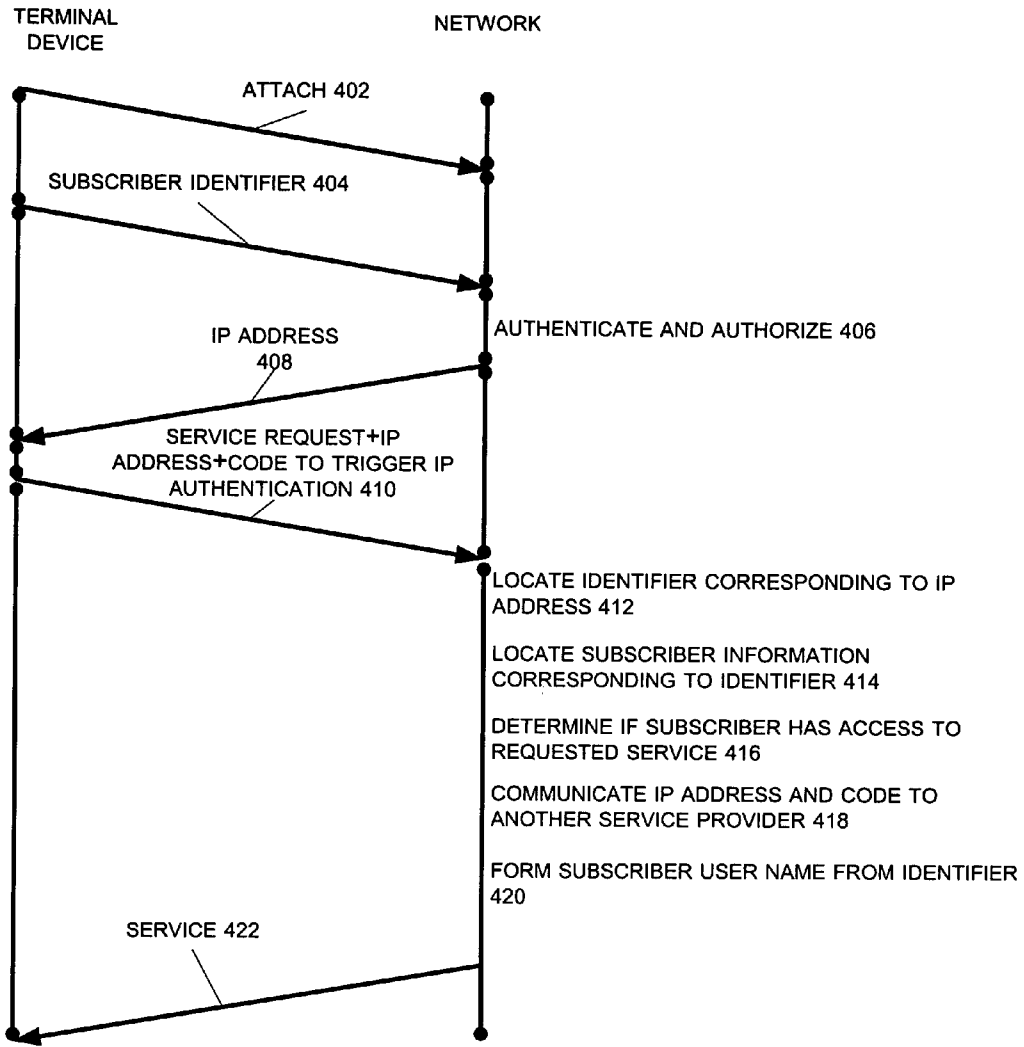 TERMINAL
DEVICE
NETWORK
ATTACH 402
SUBSCRIBER IDENTIFIER 404
AUTHENTICATE AND AUTHORIZE 406
IP ADDRESS
408
SERVICE REQUEST+IP
ADDRESS+CODE TO TRIGGER IP
AUTHENTICATION 410
LOCATE IDENTIFIER CORRESPONDING TO IP
ADDRESS 412
LOCATE SUBSCRIBER INFORMATION
CORRESPONDING TO IDENTIFIER 414
DETERMINE IF SUBSCRIBER HAS ACCESS TO
REQUESTED SERVICE 416
COMMUNICATE IP ADDRESS AND CODE TO
ANOTHER SERVICE PROVIDER 418
FORM SUBSCRIBER USER NAME FROM IDENTIFIER
420
SERVICE 422